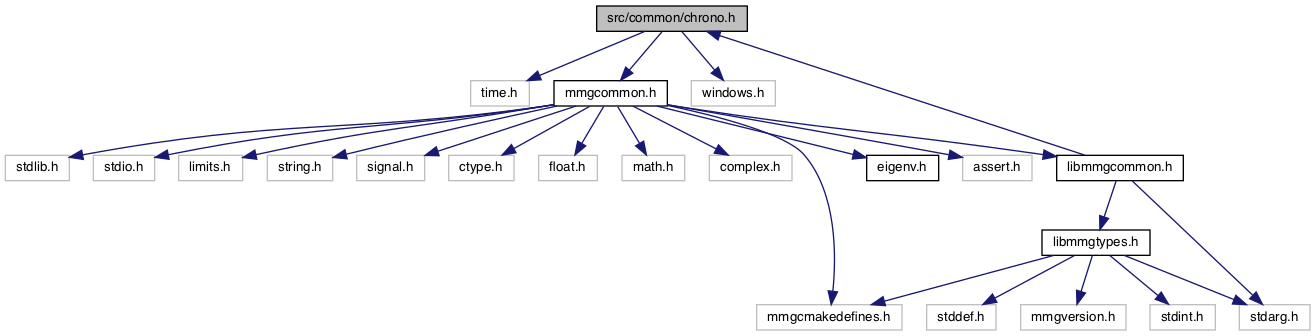 src/common/chrono.h
time.h
mmgcommon.h
windows.h
stdlib.h
stdio.h
limits.h
string.h
signal.h
ctype.h
float.h
math.h
complex.h
eigenv.h
assert.h
libmmgcommon.h
libmmgtypes.h
mmgcmakedefines.h
stddef.h
mmgversion.h
stdint.h
stdarg.h